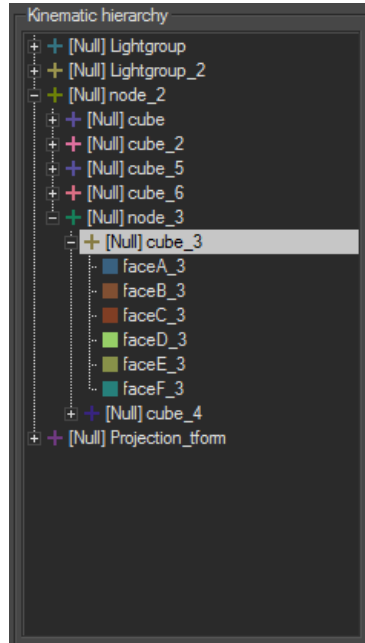 Kinematic hierarchy
[Null] Lightgroup
[Null] Lightgroup_2
[Null] node_2
[Null] cube
[Null] cube_2
[Null] cube_5
[Null] cube_6
[Null] node_3
[Null] cube_3
faceA_3
faceB_3
faceC_3
faceD_3
faceE_3
faceF_3
[Null] cube_4
[Null] Projection_tform